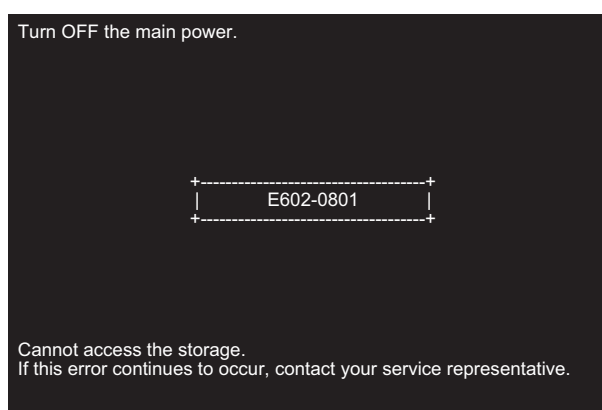 Turn OFF the main power.
+------------------------------------+
| E602-0801 |
+------------------------------------+
Cannot access the storage.
If this error continues to occur, contact your service representative.